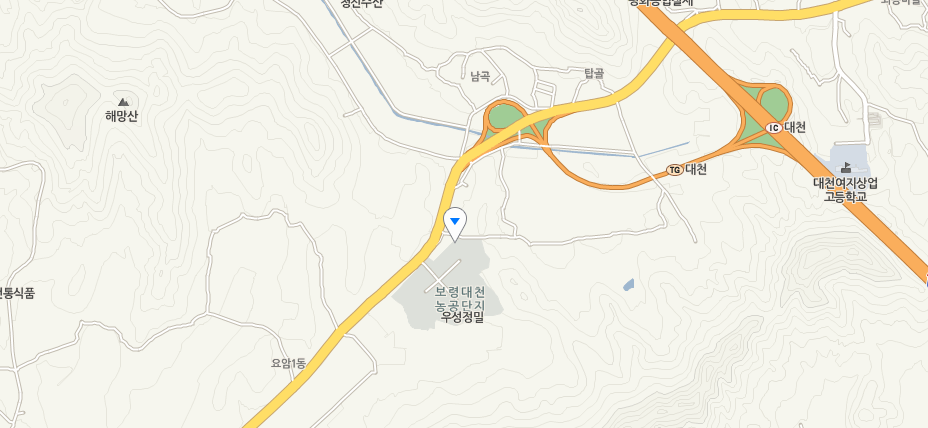 남곡
탑골
해망산
IC 대천
TG 대천
대천여자상업
고등학교
보령대천
농공단지
우성정밀
요암1동